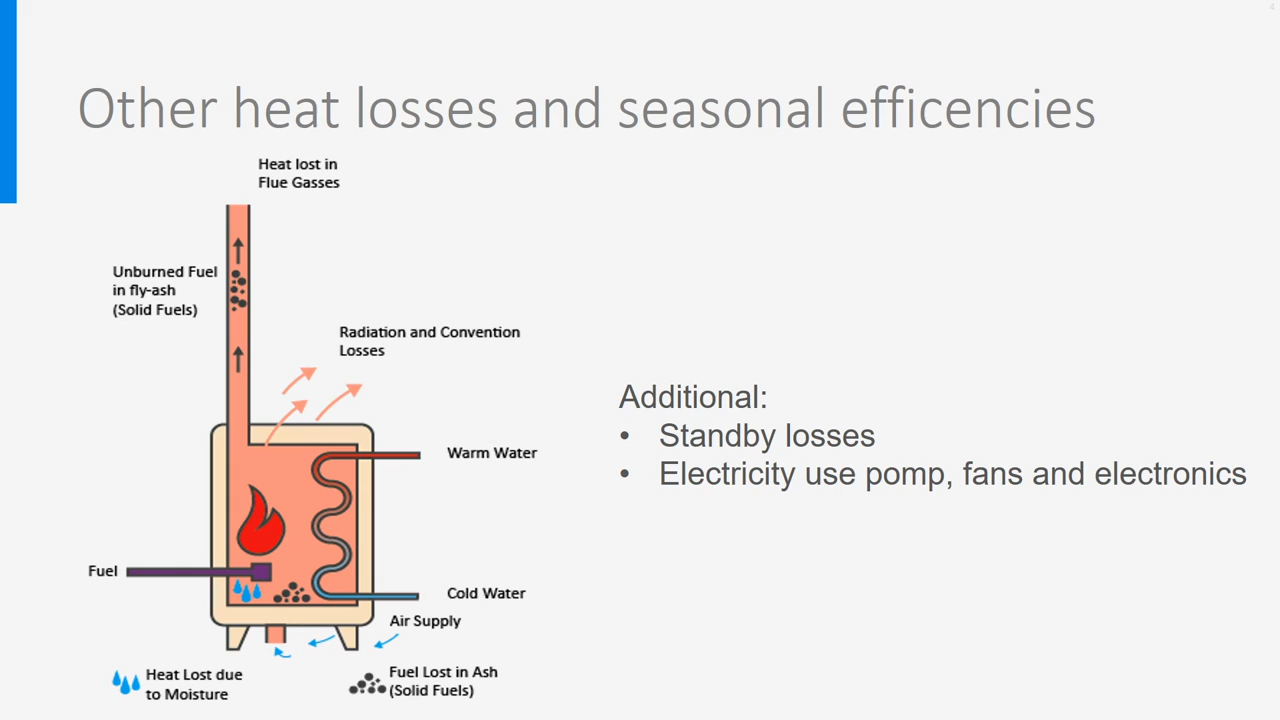 4
Other heat losses and seasonal efficencies
Heat lost in
Flue Gasses
Unburned Fuel
in fly-ash
(Solid Fuels)
Radiation and Convention
Losses
Additional:
• Standby losses
• Electricity use pomp, fans and electronics
Warm Water
Fuel
Cold Water
Air Supply
Heat Lost due
to Moisture
Fuel Lost in Ash
(Solid Fuels)